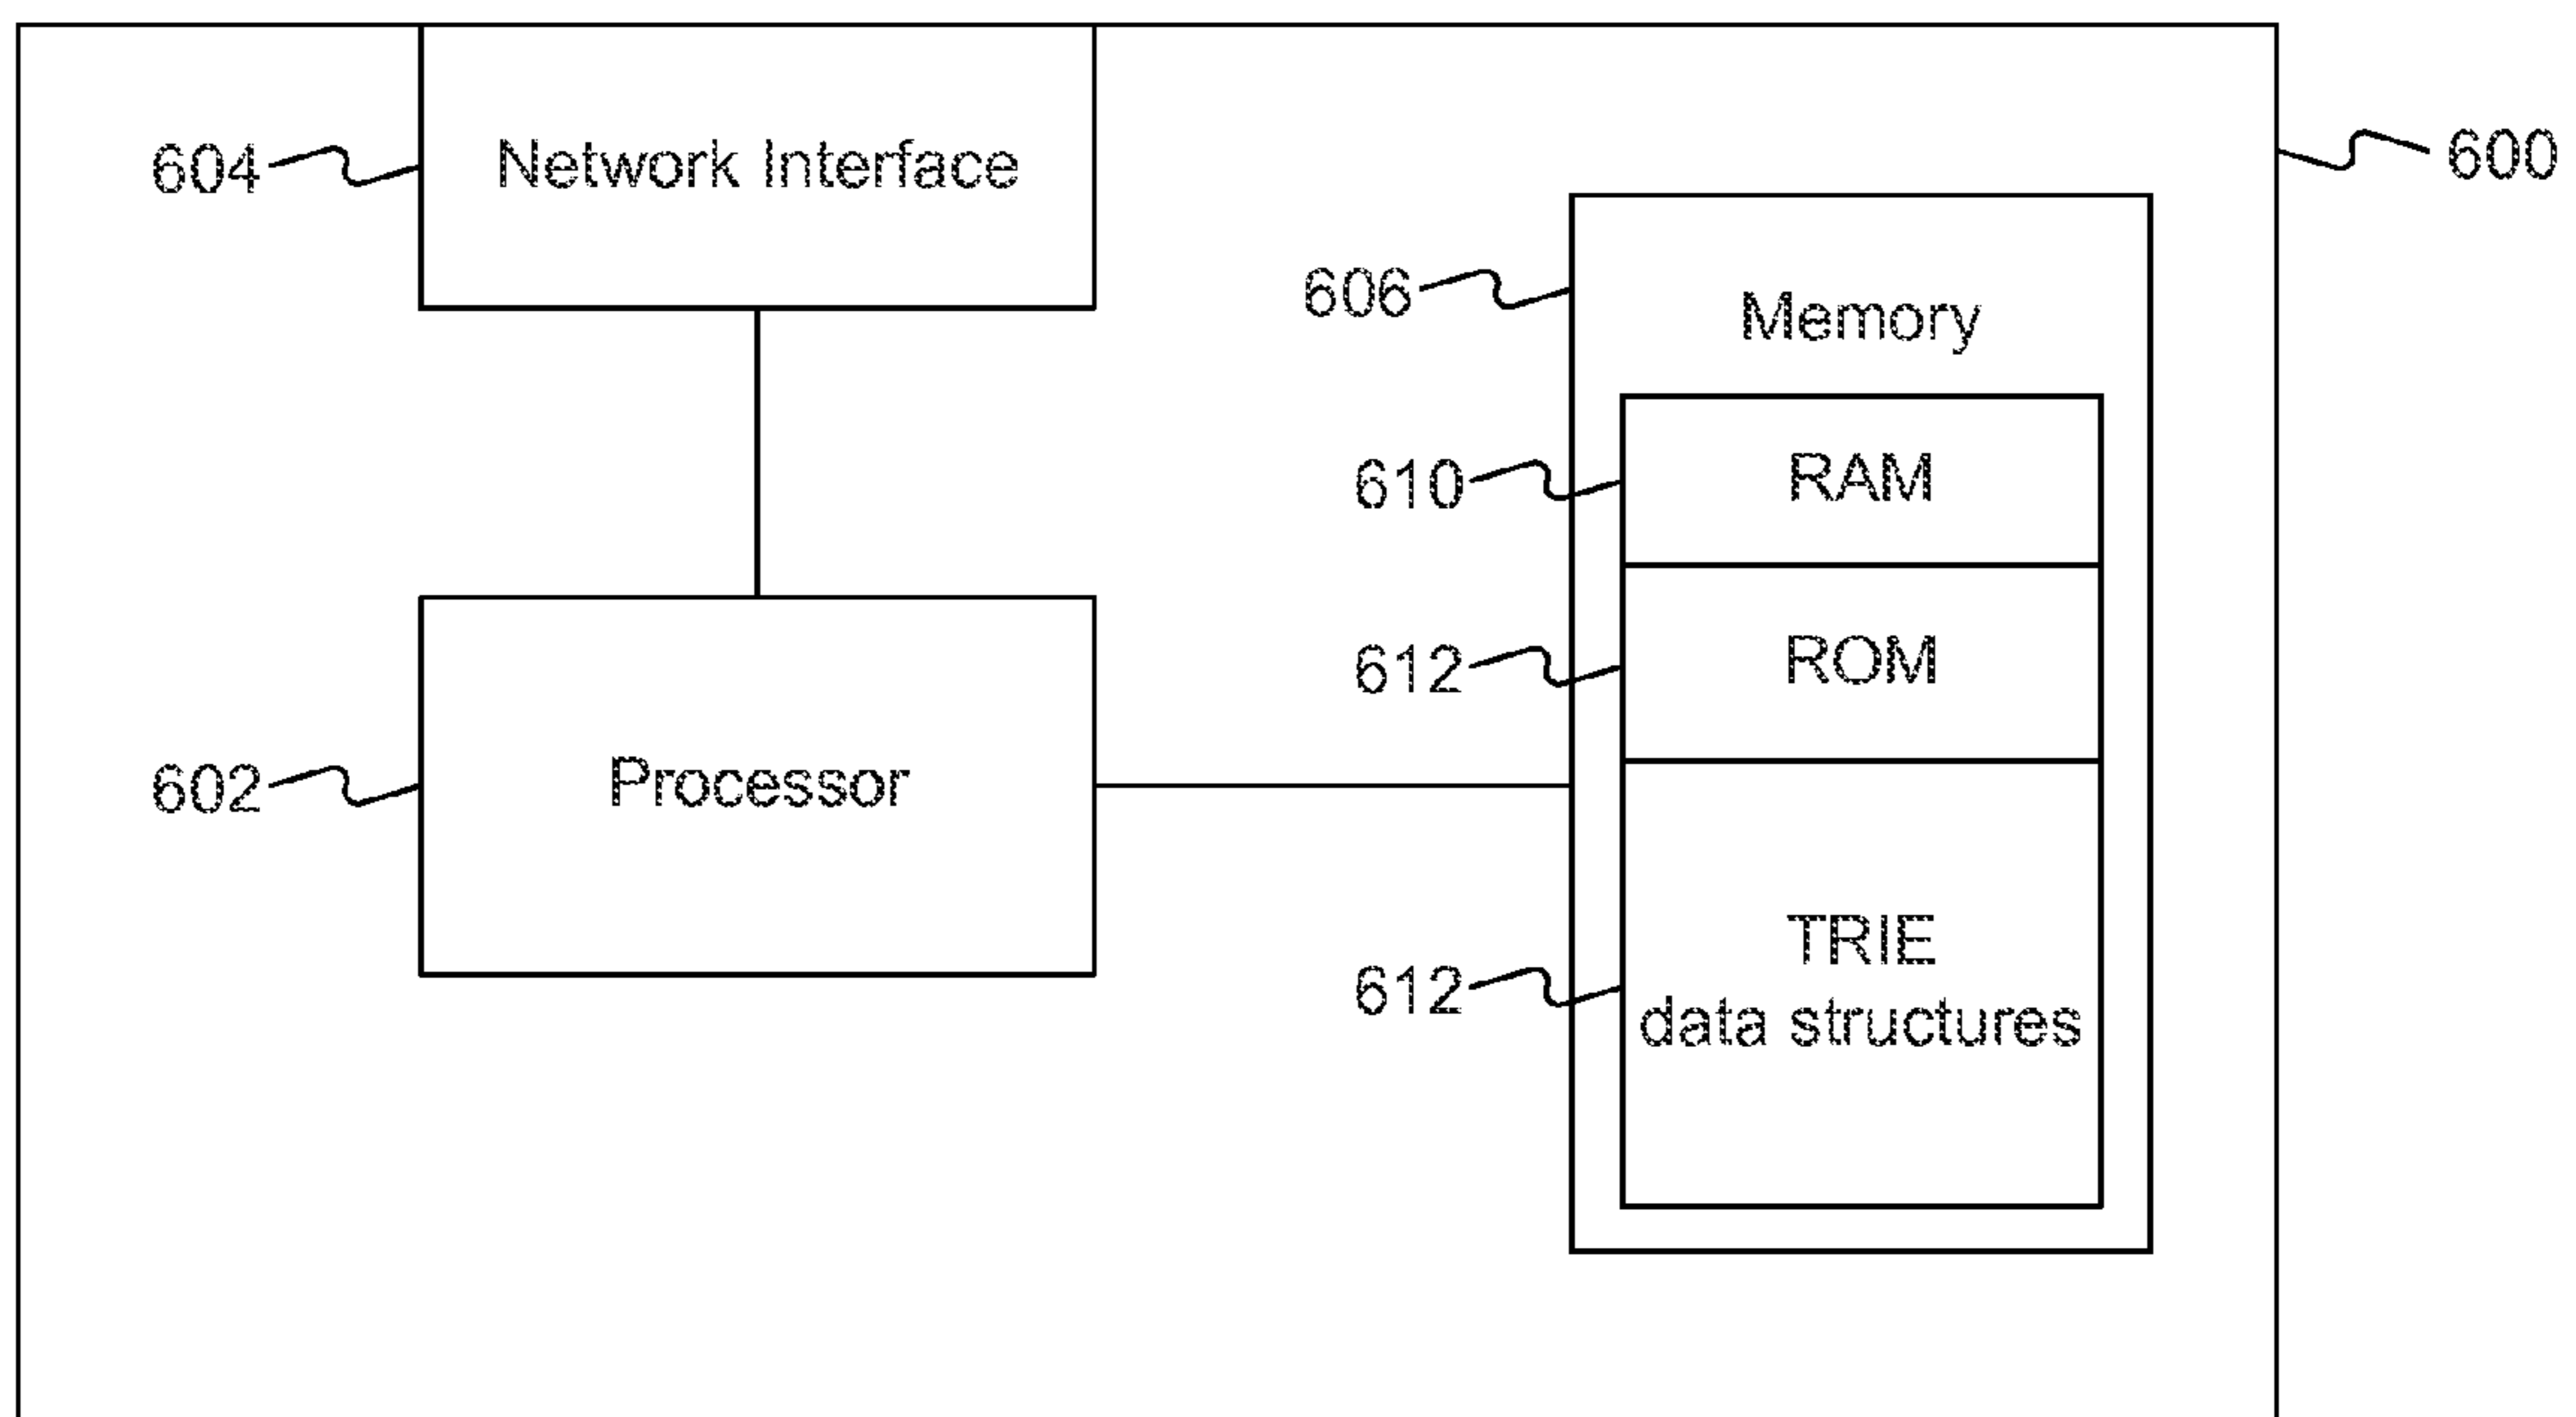 604
Network Interface
600
606
Memory
610
RAM
612
ROM
602
Processor
612
TRIE
data structures